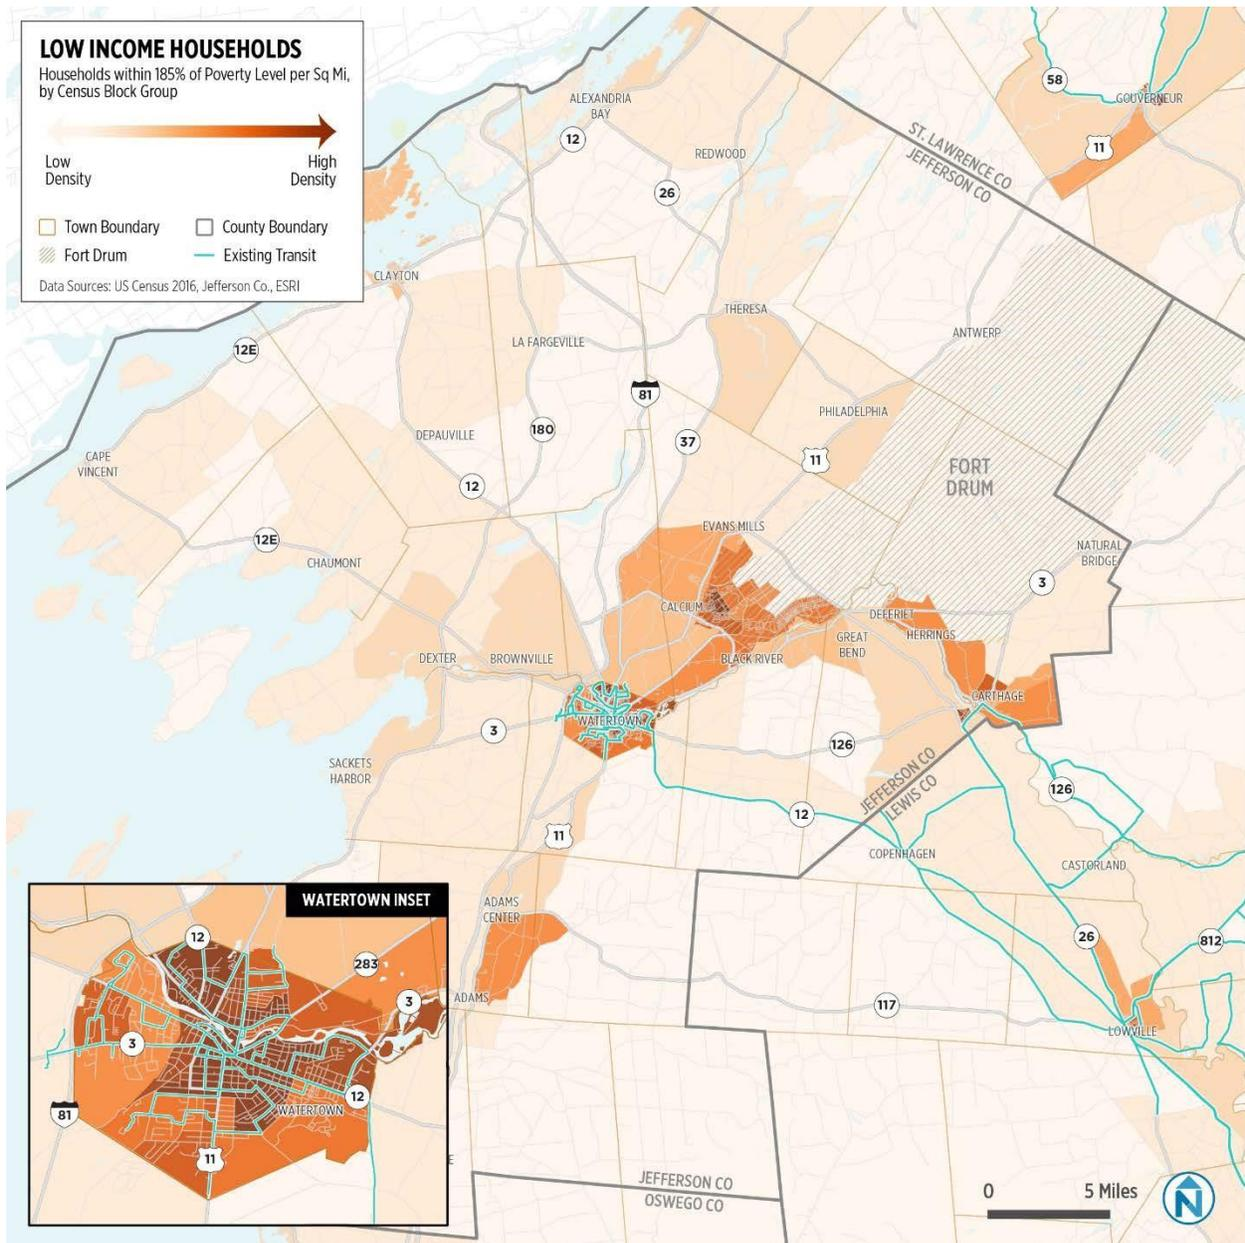 LOW INCOME HOUSEHOLDS
Households within 185% of Poverty Level per Sq Mi,
by Census Block Group
Low
Density
High
Density
Town Boundary
County Boundary
Fort Drum
Existing Transit
Data Sources: US Census 2016, Jefferson Co., ESRI
58
GOUVERNEUR
ALEXANDRIA
BAY
12
11
REDWOOD
ST. LAWRENCE CO
JEFFERSON CO
26
CLAYTON
THERESA
ANTWERP
12E
LA FARGEVILLE
81
PHILADELPHIA
180
DEPAUVILLE
37
11
CAPE
VINCENT
FORT
DRUM
12
EVANS MILLS
12E
CHAUMONT
NATURAL
BRIDGE
3
CALCIUM
DEFERIET
HERRINGS
GREAT
BEND
DEXTER
BROWNVILLE
BLACK RIVER
CARTHAGE
WATERTOWN
3
126
SACKETS
HARBOR
JEFFERSON CO
LEWIS CO
126
12
11
COPENHAGEN
CASTORLAND
ADAMS
CENTER
26
812
ADAMS
117
LOWVILLE
WATERTOWN INSET
12
283
3
3
12
81
WATERTOWN
11
E
JEFFERSON CO
OSWEGO CO
0
5 Miles
N